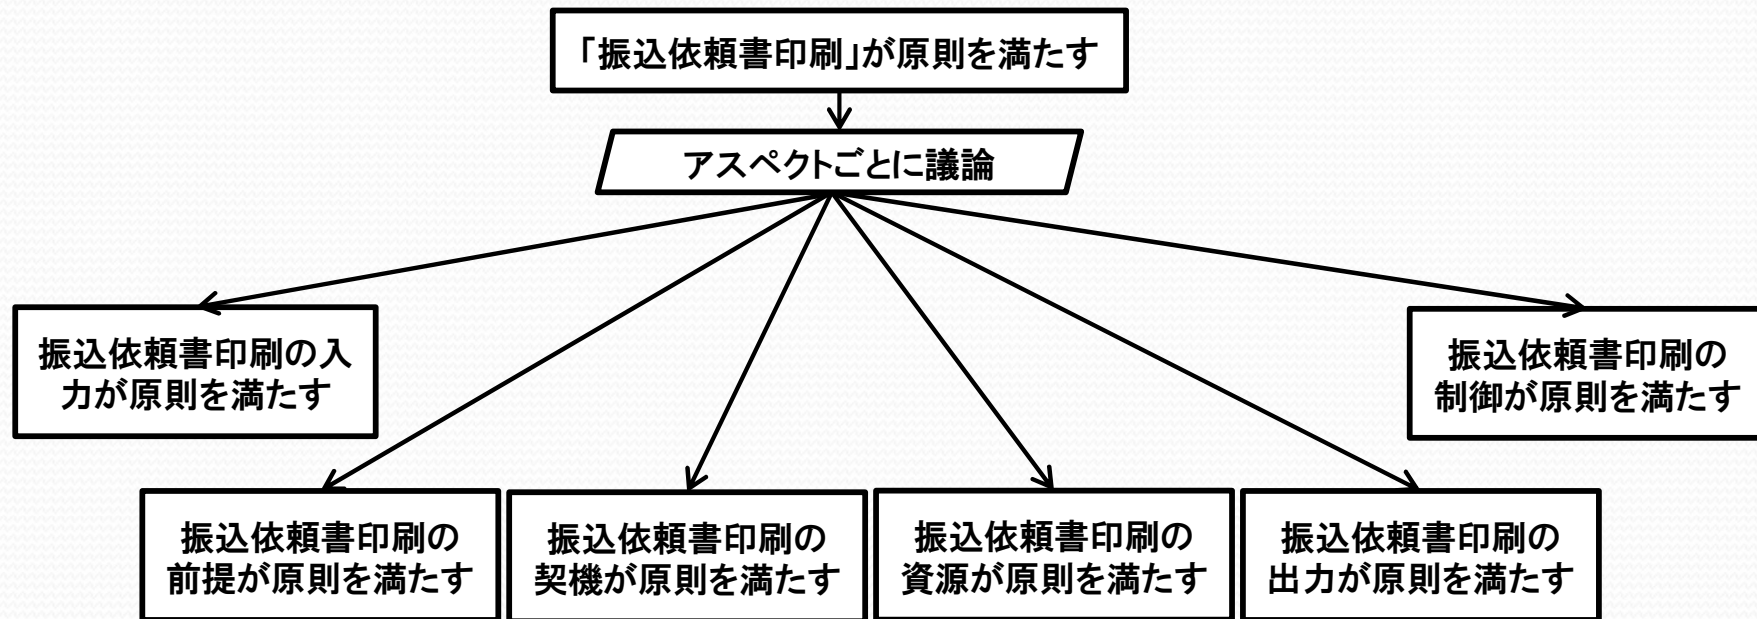 「振込依頼書印刷」が原則を満たす
アスペクトごとに議論
振込依頼書印刷の入
力が原則を満たす
振込依頼書印刷の
制御が原則を満たす
振込依頼書印刷の
前提が原則を満たす
振込依頼書印刷の
契機が原則を満たす
振込依頼書印刷の
資源が原則を満たす
振込依頼書印刷の
出力が原則を満たす